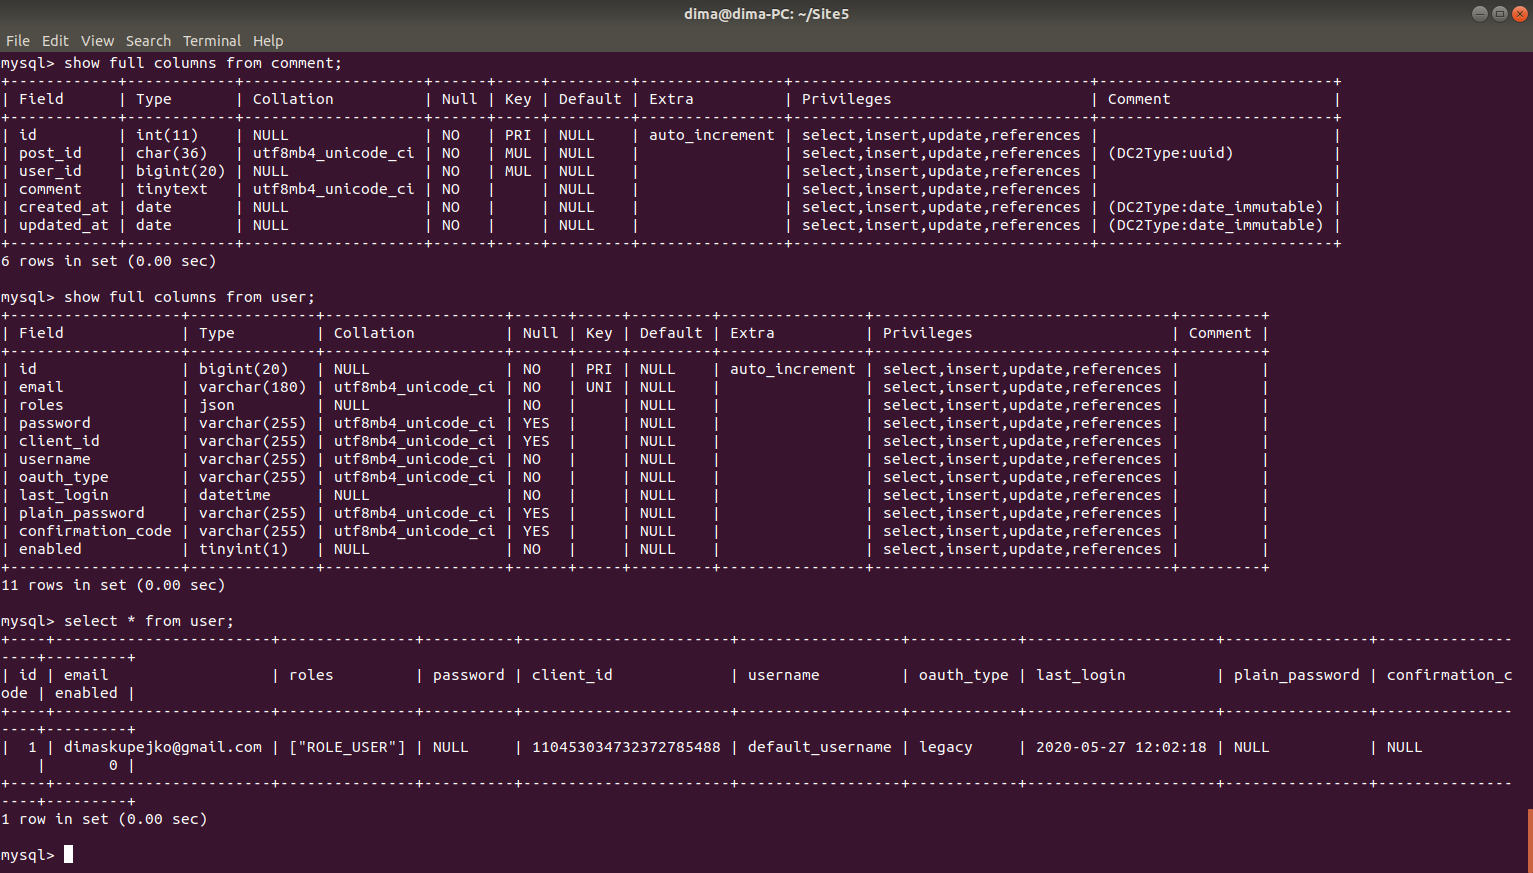 dima@dima-PC: ~/Site5
File Edit View Search Terminal Help
mysql> show full columns from comment;
+------------+------------+--------------------+------+-----+---------+----------------+---------------------------------+--------------------------+
| Field      | Type       | Collation          | Null | Key | Default | Extra          | Privileges                      | Comment                  |
+------------+------------+--------------------+------+-----+---------+----------------+---------------------------------+--------------------------+
| id         | int(11)    | NULL               | NO   | PRI | NULL    | auto_increment | select,insert,update,references |                          |
| post_id    | char(36)   | utf8mb4_unicode_ci | NO   | MUL | NULL    |                | select,insert,update,references | (DC2Type:uuid)           |
| user_id    | bigint(20) | NULL               | NO   | MUL | NULL    |                | select,insert,update,references |                          |
| comment    | tinytext   | utf8mb4_unicode_ci | NO   |     | NULL    |                | select,insert,update,references |                          |
| created_at | date       | NULL               | NO   |     | NULL    |                | select,insert,update,references | (DC2Type:date_immutable) |
| updated_at | date       | NULL               | NO   |     | NULL    |                | select,insert,update,references | (DC2Type:date_immutable) |
+------------+------------+--------------------+------+-----+---------+----------------+---------------------------------+--------------------------+
6 rows in set (0.00 sec)
mysql> show full columns from user;
+-------------------+--------------+--------------------+------+-----+---------+----------------+---------------------------------+---------+
| Field             | Type         | Collation          | Null | Key | Default | Extra          | Privileges                      | Comment |
+-------------------+--------------+--------------------+------+-----+---------+----------------+---------------------------------+---------+
| id                | bigint(20)   | NULL               | NO   | PRI | NULL    | auto_increment | select,insert,update,references |         |
| email             | varchar(180) | utf8mb4_unicode_ci | NO   | UNI | NULL    |                | select,insert,update,references |         |
| roles             | json         | NULL               | NO   |     | NULL    |                | select,insert,update,references |         |
| password          | varchar(255) | utf8mb4_unicode_ci | YES  |     | NULL    |                | select,insert,update,references |         |
| client_id         | varchar(255) | utf8mb4_unicode_ci | YES  |     | NULL    |                | select,insert,update,references |         |
| username          | varchar(255) | utf8mb4_unicode_ci | NO   |     | NULL    |                | select,insert,update,references |         |
| oauth_type        | varchar(255) | utf8mb4_unicode_ci | NO   |     | NULL    |                | select,insert,update,references |         |
| last_login        | datetime     | NULL               | NO   |     | NULL    |                | select,insert,update,references |         |
| plain_password    | varchar(255) | utf8mb4_unicode_ci | YES  |     | NULL    |                | select,insert,update,references |         |
| confirmation_code | varchar(255) | utf8mb4_unicode_ci | YES  |     | NULL    |                | select,insert,update,references |         |
| enabled           | tinyint(1)   | NULL               | NO   |     | NULL    |                | select,insert,update,references |         |
+-------------------+--------------+--------------------+------+-----+---------+----------------+---------------------------------+---------+
11 rows in set (0.00 sec)
mysql> select * from user;
+----+------------------------+---------------+----------+-----------------------+------------------+------------+---------------------+----------------+---------------
----+---------+
| id | email                  | roles         | password | client_id             | username         | oauth_type | last_login          | plain_password | confirmation_c
ode | enabled |
+----+------------------------+---------------+----------+-----------------------+------------------+------------+---------------------+----------------+---------------
----+---------+
|  1 | dimaskupejko@gmail.com | ["ROLE_USER"] | NULL     | 110453034732372785488 | default_username | legacy     | 2020-05-27 12:02:18 | NULL           | NULL
    |       0 |
+----+------------------------+---------------+----------+-----------------------+------------------+------------+---------------------+----------------+---------------
----+---------+
1 row in set (0.00 sec)
mysql>